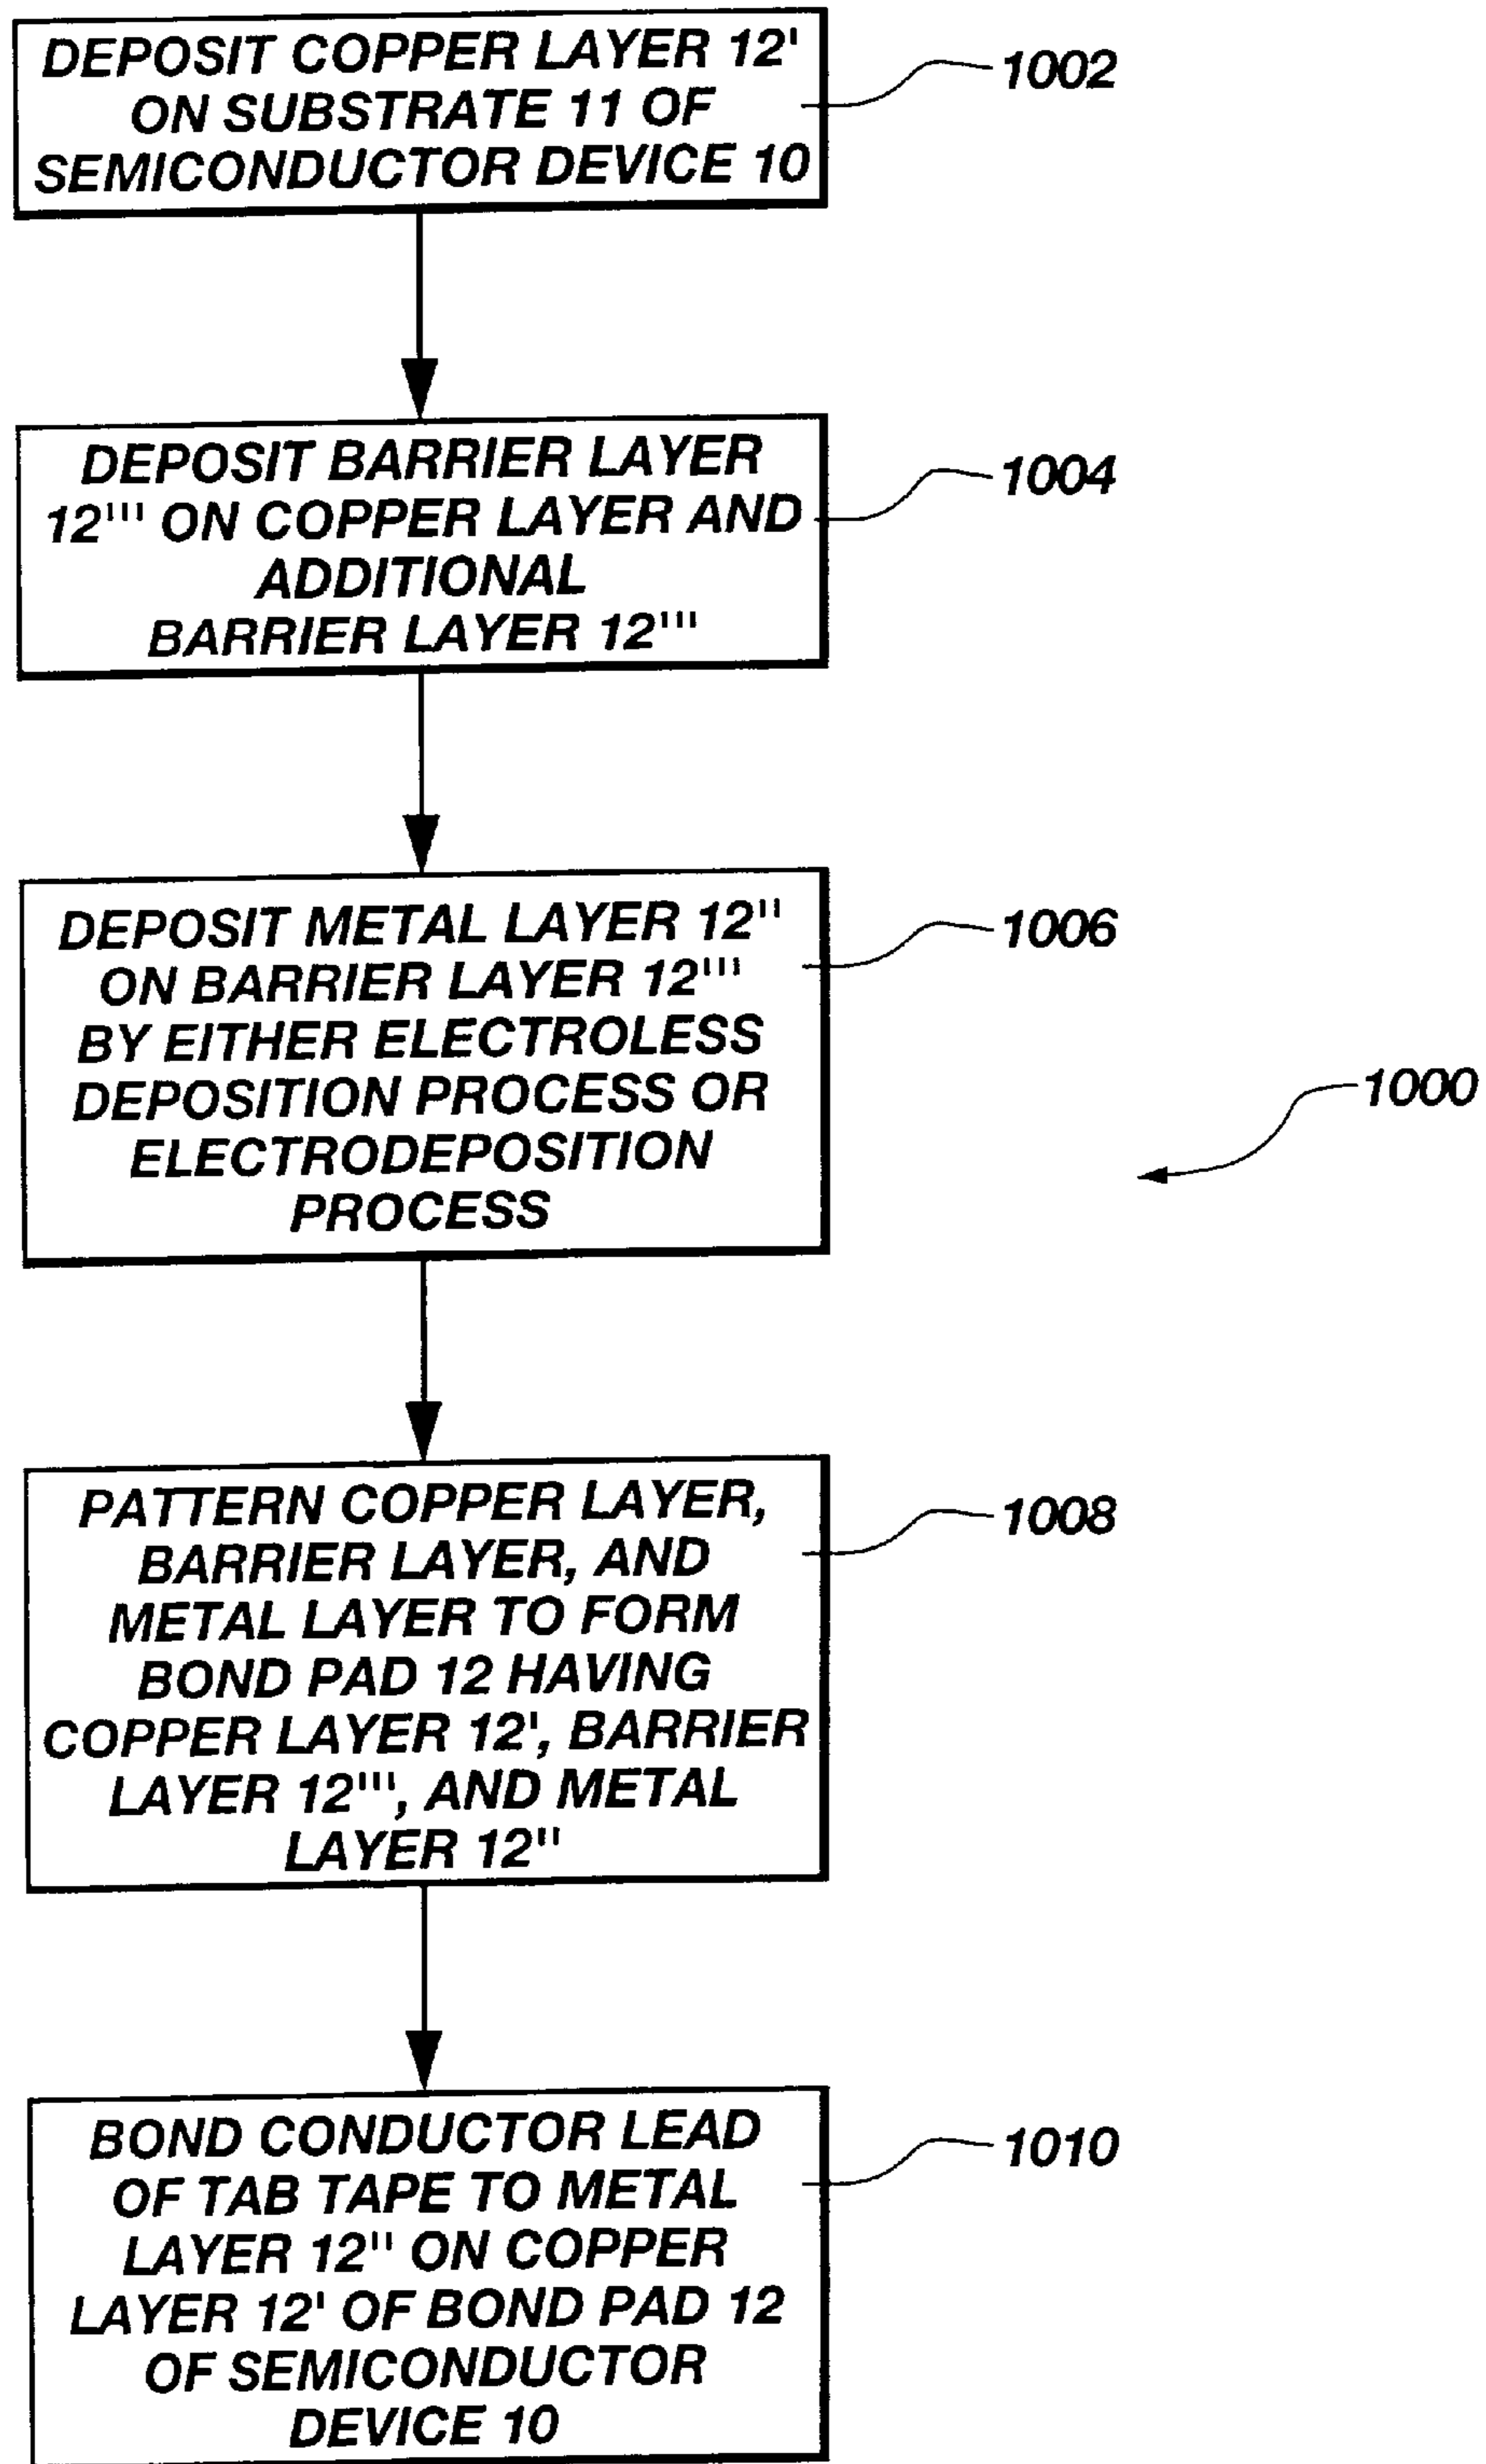 DEPOSIT COPPER LAYER 12'
ON SUBSTRATE 11 OF
SEMICONDUCTOR DEVICE 10
1002
DEPOSIT BARRIER LAYER
12''' ON COPPER LAYER AND
ADDITIONAL
BARRIER LAYER 12'''
1004
DEPOSIT METAL LAYER 12''
ON BARRIER LAYER 12'''
BY EITHER ELECTROLESS
DEPOSITION PROCESS OR
ELECTRODEPOSITION
PROCESS
1006
1000
PATTERN COPPER LAYER,
BARRIER LAYER, AND
METAL LAYER TO FORM
BOND PAD 12 HAVING
COPPER LAYER 12', BARRIER
LAYER 12''', AND METAL
LAYER 12''
1008
BOND CONDUCTOR LEAD
OF TAB TAPE TO METAL
LAYER 12'' ON COPPER
LAYER 12' OF BOND PAD 12
OF SEMICONDUCTOR
DEVICE 10
1010